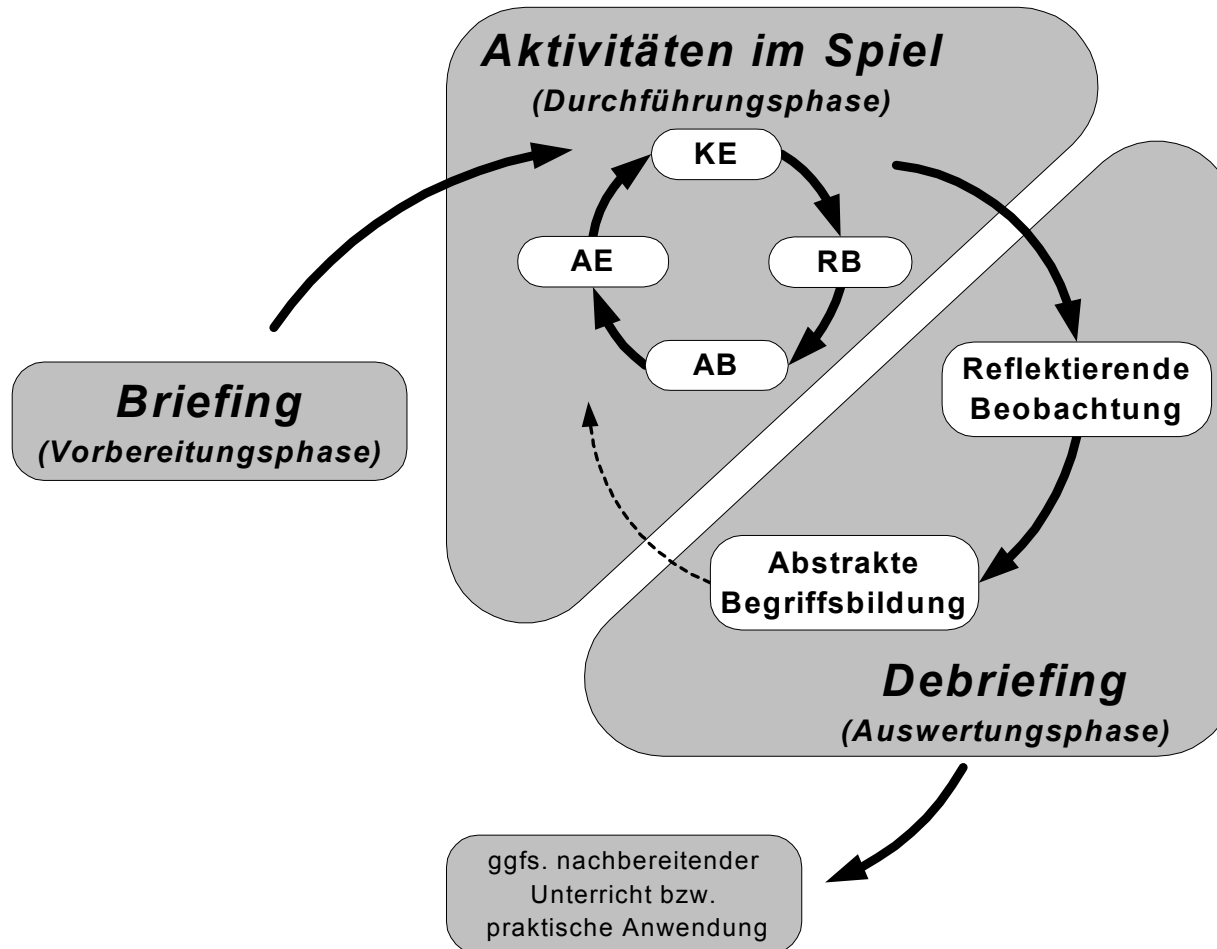 Aktivitäten im Spiel
(Durchführungsphase)
KE
AE
RB
AB
Briefing
(Vorbereitungsphase)
Reflektierende
Beobachtung
Abstrakte
Begriffsbildung
Debriefing
(Auswertungsphase)
ggfs. nachbereitender
Unterricht bzw.
praktische Anwendung